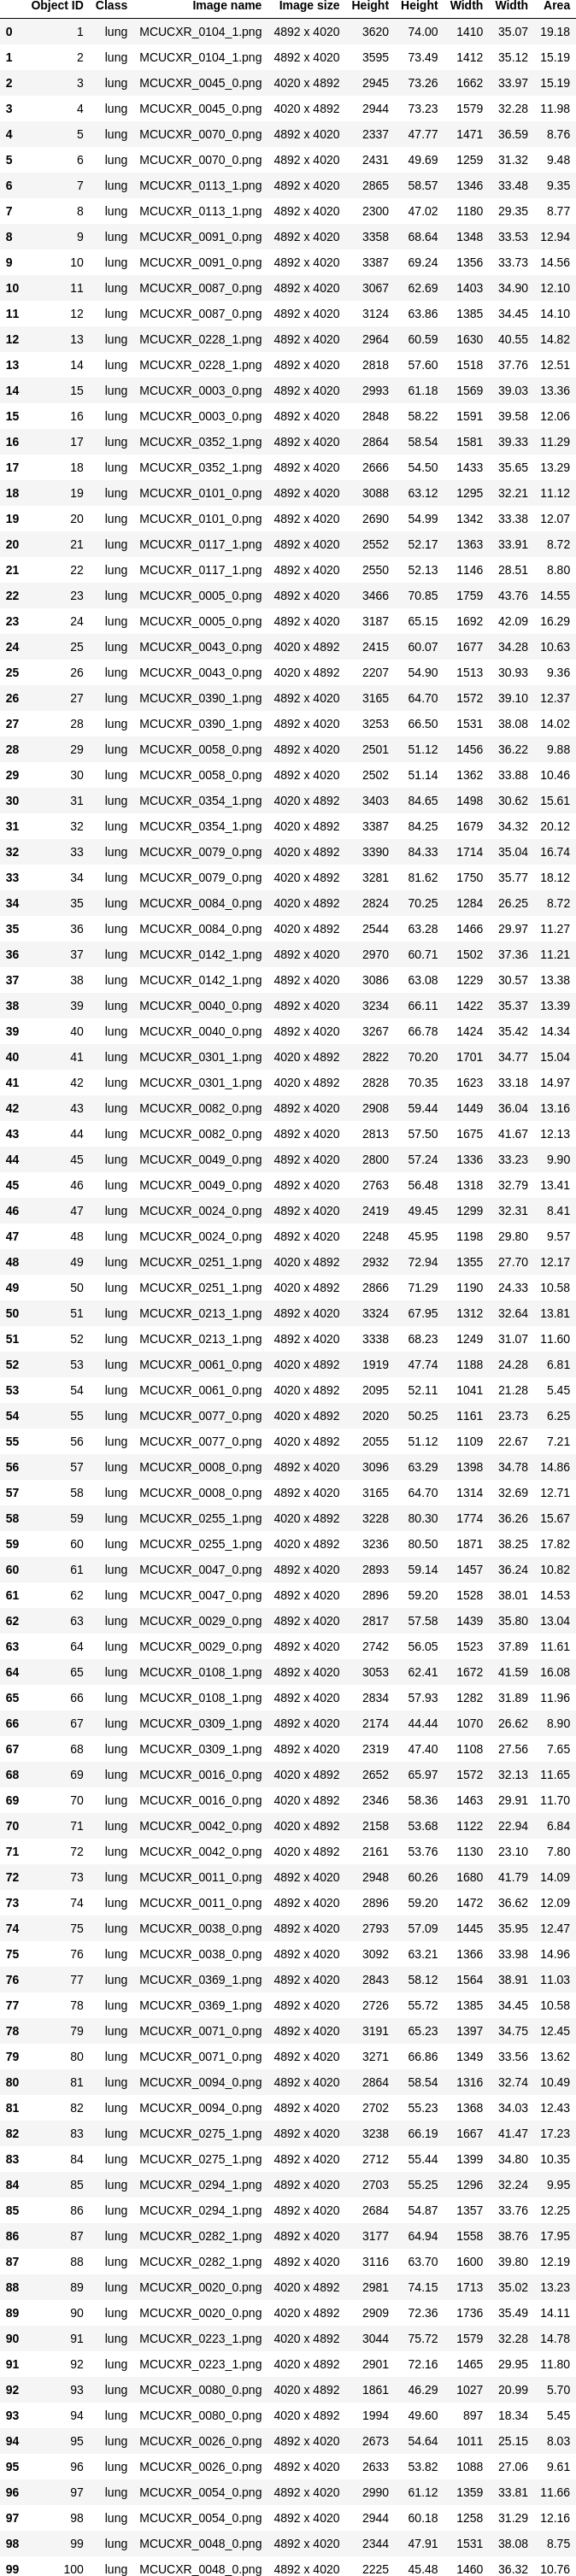 Object ID Class Image name Image size Height Height Width Width Area
0 1 lung MCUCXR_0104_1.png 4892 x 4020 3620 74.00 1410 35.07 19.18
1 2 lung MCUCXR_0104_1.png 4892 x 4020 3595 73.49 1412 35.12 15.19
2 3 lung MCUCXR_0045_0.png 4020 x 4892 2945 73.26 1662 33.97 15.19
3 4 lung MCUCXR_0045_0.png 4020 x 4892 2944 73.23 1579 32.28 11.98
4 5 lung MCUCXR_0070_0.png 4892 x 4020 2337 47.77 1471 36.59 8.76
5 6 lung MCUCXR_0070_0.png 4892 x 4020 2431 49.69 1259 31.32 9.48
6 7 lung MCUCXR_0113_1.png 4892 x 4020 2865 58.57 1346 33.48 9.35
7 8 lung MCUCXR_0113_1.png 4892 x 4020 2300 47.02 1180 29.35 8.77
8 9 lung MCUCXR_0091_0.png 4892 x 4020 3358 68.64 1348 33.53 12.94
9 10 lung MCUCXR_0091_0.png 4892 x 4020 3387 69.24 1356 33.73 14.56
10 11 lung MCUCXR_0087_0.png 4892 x 4020 3067 62.69 1403 34.90 12.10
11 12 lung MCUCXR_0087_0.png 4892 x 4020 3124 63.86 1385 34.45 14.10
12 13 lung MCUCXR_0228_1.png 4892 x 4020 2964 60.59 1630 40.55 14.82
13 14 lung MCUCXR_0228_1.png 4892 x 4020 2818 57.60 1518 37.76 12.51
14 15 lung MCUCXR_0003_0.png 4892 x 4020 2993 61.18 1569 39.03 13.36
15 16 lung MCUCXR_0003_0.png 4892 x 4020 2848 58.22 1591 39.58 12.06
16 17 lung MCUCXR_0352_1.png 4892 x 4020 2864 58.54 1581 39.33 11.29
17 18 lung MCUCXR_0352_1.png 4892 x 4020 2666 54.50 1433 35.65 13.29
18 19 lung MCUCXR_0101_0.png 4892 x 4020 3088 63.12 1295 32.21 11.12
19 20 lung MCUCXR_0101_0.png 4892 x 4020 2690 54.99 1342 33.38 12.07
20 21 lung MCUCXR_0117_1.png 4892 x 4020 2552 52.17 1363 33.91 8.72
21 22 lung MCUCXR_0117_1.png 4892 x 4020 2550 52.13 1146 28.51 8.80
22 23 lung MCUCXR_0005_0.png 4892 x 4020 3466 70.85 1759 43.76 14.55
23 24 lung MCUCXR_0005_0.png 4892 x 4020 3187 65.15 1692 42.09 16.29
24 25 lung MCUCXR_0043_0.png 4020 x 4892 2415 60.07 1677 34.28 10.63
25 26 lung MCUCXR_0043_0.png 4020 x 4892 2207 54.90 1513 30.93 9.36
26 27 lung MCUCXR_0390_1.png 4892 x 4020 3165 64.70 1572 39.10 12.37
27 28 lung MCUCXR_0390_1.png 4892 x 4020 3253 66.50 1531 38.08 14.02
28 29 lung MCUCXR_0058_0.png 4892 x 4020 2501 51.12 1456 36.22 9.88
29 30 lung MCUCXR_0058_0.png 4892 x 4020 2502 51.14 1362 33.88 10.46
30 31 lung MCUCXR_0354_1.png 4020 x 4892 3403 84.65 1498 30.62 15.61
31 32 lung MCUCXR_0354_1.png 4020 x 4892 3387 84.25 1679 34.32 20.12
32 33 lung MCUCXR_0079_0.png 4020 x 4892 3390 84.33 1714 35.04 16.74
33 34 lung MCUCXR_0079_0.png 4020 x 4892 3281 81.62 1750 35.77 18.12
34 35 lung MCUCXR_0084_0.png 4020 x 4892 2824 70.25 1284 26.25 8.72
35 36 lung MCUCXR_0084_0.png 4020 x 4892 2544 63.28 1466 29.97 11.27
36 37 lung MCUCXR_0142_1.png 4892 x 4020 2970 60.71 1502 37.36 11.21
37 38 lung MCUCXR_0142_1.png 4892 x 4020 3086 63.08 1229 30.57 13.38
38 39 lung MCUCXR_0040_0.png 4892 x 4020 3234 66.11 1422 35.37 13.39
39 40 lung MCUCXR_0040_0.png 4892 x 4020 3267 66.78 1424 35.42 14.34
40 41 lung MCUCXR_0301_1.png 4020 x 4892 2822 70.20 1701 34.77 15.04
41 42 lung MCUCXR_0301_1.png 4020 x 4892 2828 70.35 1623 33.18 14.97
42 43 lung MCUCXR_0082_0.png 4892 x 4020 2908 59.44 1449 36.04 13.16
43 44 lung MCUCXR_0082_0.png 4892 x 4020 2813 57.50 1675 41.67 12.13
44 45 lung MCUCXR_0049_0.png 4892 x 4020 2800 57.24 1336 33.23 9.90
45 46 lung MCUCXR_0049_0.png 4892 x 4020 2763 56.48 1318 32.79 13.41
46 47 lung MCUCXR_0024_0.png 4892 x 4020 2419 49.45 1299 32.31 8.41
47 48 lung MCUCXR_0024_0.png 4892 x 4020 2248 45.95 1198 29.80 9.57
48 49 lung MCUCXR_0251_1.png 4020 x 4892 2932 72.94 1355 27.70 12.17
49 50 lung MCUCXR_0251_1.png 4020 x 4892 2866 71.29 1190 24.33 10.58
50 51 lung MCUCXR_0213_1.png 4892 x 4020 3324 67.95 1312 32.64 13.81
51 52 lung MCUCXR_0213_1.png 4892 x 4020 3338 68.23 1249 31.07 11.60
52 53 lung MCUCXR_0061_0.png 4020 x 4892 1919 47.74 1188 24.28 6.81
53 54 lung MCUCXR_0061_0.png 4020 x 4892 2095 52.11 1041 21.28 5.45
54 55 lung MCUCXR_0077_0.png 4020 x 4892 2020 50.25 1161 23.73 6.25
55 56 lung MCUCXR_0077_0.png 4020 x 4892 2055 51.12 1109 22.67 7.21
56 57 lung MCUCXR_0008_0.png 4892 x 4020 3096 63.29 1398 34.78 14.86
57 58 lung MCUCXR_0008_0.png 4892 x 4020 3165 64.70 1314 32.69 12.71
58 59 lung MCUCXR_0255_1.png 4020 x 4892 3228 80.30 1774 36.26 15.67
59 60 lung MCUCXR_0255_1.png 4020 x 4892 3236 80.50 1871 38.25 17.82
60 61 lung MCUCXR_0047_0.png 4892 x 4020 2893 59.14 1457 36.24 10.82
61 62 lung MCUCXR_0047_0.png 4892 x 4020 2896 59.20 1528 38.01 14.53
62 63 lung MCUCXR_0029_0.png 4892 x 4020 2817 57.58 1439 35.80 13.04
63 64 lung MCUCXR_0029_0.png 4892 x 4020 2742 56.05 1523 37.89 11.61
64 65 lung MCUCXR_0108_1.png 4892 x 4020 3053 62.41 1672 41.59 16.08
65 66 lung MCUCXR_0108_1.png 4892 x 4020 2834 57.93 1282 31.89 11.96
66 67 lung MCUCXR_0309_1.png 4892 x 4020 2174 44.44 1070 26.62 8.90
67 68 lung MCUCXR_0309_1.png 4892 x 4020 2319 47.40 1108 27.56 7.65
68 69 lung MCUCXR_0016_0.png 4020 x 4892 2652 65.97 1572 32.13 11.65
69 70 lung MCUCXR_0016_0.png 4020 x 4892 2346 58.36 1463 29.91 11.70
70 71 lung MCUCXR_0042_0.png 4020 x 4892 2158 53.68 1122 22.94 6.84
71 72 lung MCUCXR_0042_0.png 4020 x 4892 2161 53.76 1130 23.10 7.80
72 73 lung MCUCXR_0011_0.png 4892 x 4020 2948 60.26 1680 41.79 14.09
73 74 lung MCUCXR_0011_0.png 4892 x 4020 2896 59.20 1472 36.62 12.09
74 75 lung MCUCXR_0038_0.png 4892 x 4020 2793 57.09 1445 35.95 12.47
75 76 lung MCUCXR_0038_0.png 4892 x 4020 3092 63.21 1366 33.98 14.96
76 77 lung MCUCXR_0369_1.png 4892 x 4020 2843 58.12 1564 38.91 11.03
77 78 lung MCUCXR_0369_1.png 4892 x 4020 2726 55.72 1385 34.45 10.58
78 79 lung MCUCXR_0071_0.png 4892 x 4020 3191 65.23 1397 34.75 12.45
79 80 lung MCUCXR_0071_0.png 4892 x 4020 3271 66.86 1349 33.56 13.62
80 81 lung MCUCXR_0094_0.png 4892 x 4020 2864 58.54 1316 32.74 10.49
81 82 lung MCUCXR_0094_0.png 4892 x 4020 2702 55.23 1368 34.03 12.43
82 83 lung MCUCXR_0275_1.png 4892 x 4020 3238 66.19 1667 41.47 17.23
83 84 lung MCUCXR_0275_1.png 4892 x 4020 2712 55.44 1399 34.80 10.35
84 85 lung MCUCXR_0294_1.png 4892 x 4020 2703 55.25 1296 32.24 9.95
85 86 lung MCUCXR_0294_1.png 4892 x 4020 2684 54.87 1357 33.76 12.25
86 87 lung MCUCXR_0282_1.png 4892 x 4020 3177 64.94 1558 38.76 17.95
87 88 lung MCUCXR_0282_1.png 4892 x 4020 3116 63.70 1600 39.80 12.19
88 89 lung MCUCXR_0020_0.png 4020 x 4892 2981 74.15 1713 35.02 13.23
89 90 lung MCUCXR_0020_0.png 4020 x 4892 2909 72.36 1736 35.49 14.11
90 91 lung MCUCXR_0223_1.png 4020 x 4892 3044 75.72 1579 32.28 14.78
91 92 lung MCUCXR_0223_1.png 4020 x 4892 2901 72.16 1465 29.95 11.80
92 93 lung MCUCXR_0080_0.png 4020 x 4892 1861 46.29 1027 20.99 5.70
93 94 lung MCUCXR_0080_0.png 4020 x 4892 1994 49.60 897 18.34 5.45
94 95 lung MCUCXR_0026_0.png 4892 x 4020 2673 54.64 1011 25.15 8.03
95 96 lung MCUCXR_0026_0.png 4892 x 4020 2633 53.82 1088 27.06 9.61
96 97 lung MCUCXR_0054_0.png 4892 x 4020 2990 61.12 1359 33.81 11.66
97 98 lung MCUCXR_0054_0.png 4892 x 4020 2944 60.18 1258 31.29 12.16
98 99 lung MCUCXR_0048_0.png 4892 x 4020 2344 47.91 1531 38.08 8.75
99 100 lung MCUCXR_0048_0.png 4892 x 4020 2225 45.48 1460 36.32 10.76